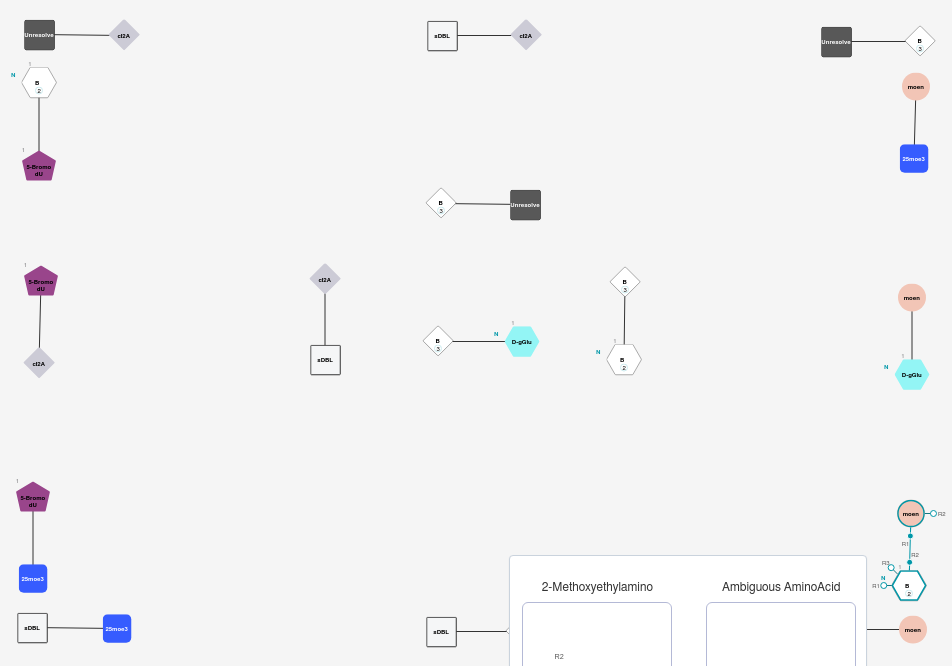 Unresolve
cl2A
sDBL
cl2A
Unresolve
B
3
1
N
B
2
moen
1
5-Bromo
dU
25moe3
B
3
Unresolve
1
5-Bromo
dU
cl2A
B
3
moen
1
N
D-gGlu
B
3
cl2A
sDBL
1
N
B
2
1
N
D-gGlu
1
5-Bromo
dU
moen
R2
R1
R2
R3
1
N
R1
B
2
25moe3
sDBL
25moe3
sDBL
moen
2-Methoxyethylamino
Ambiguous AminoAcid
R2